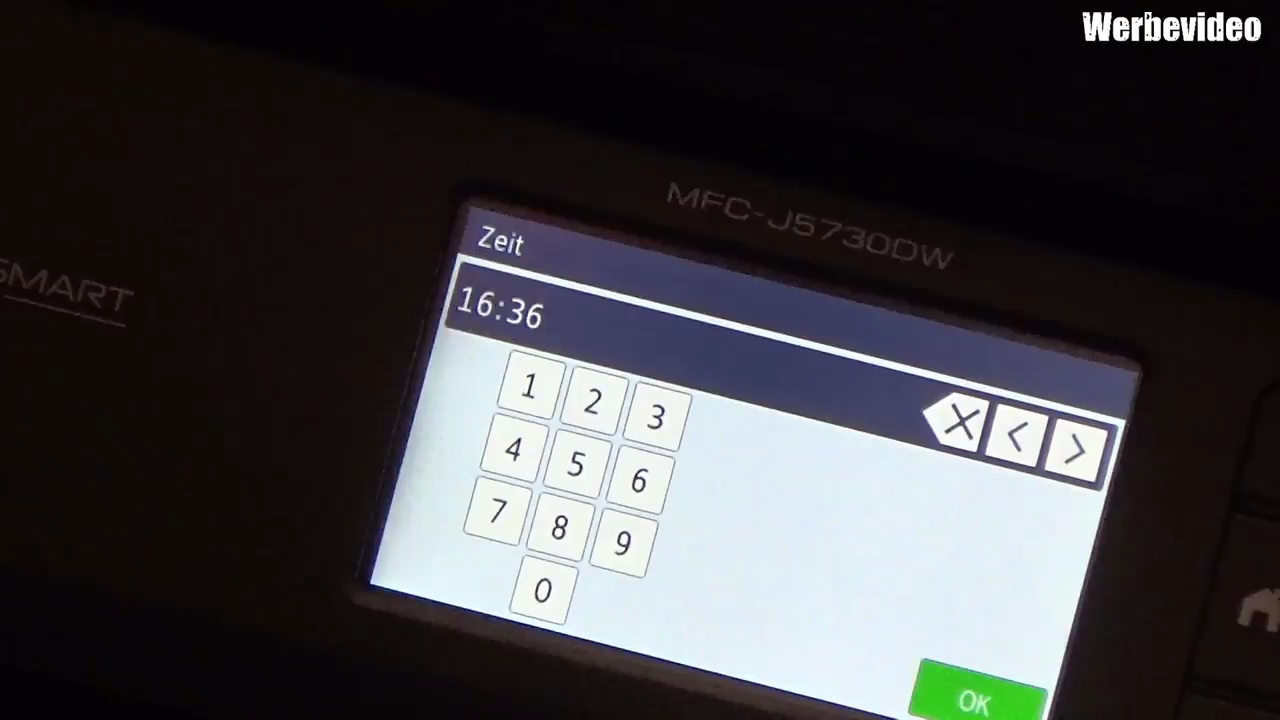 Werbevideo
MFC-J5730DW
SMART
Zeit
16:36
1 2 3
4 5 6
7 8 9
0
OK